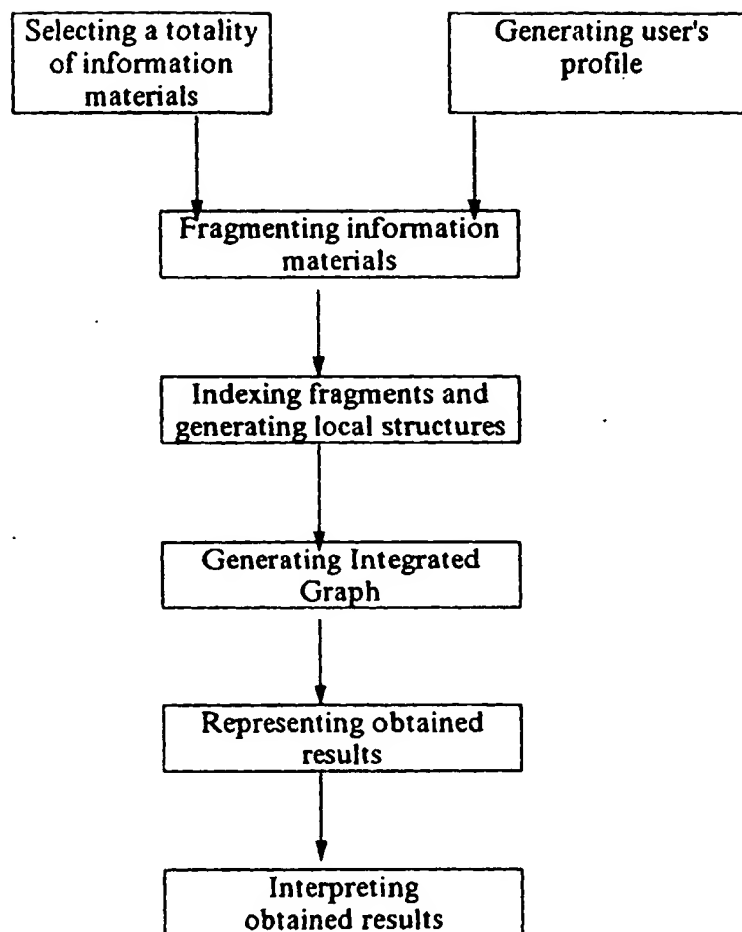 Selecting a totality
of information
materials
Generating user's
profile
Fragmenting information
materials
Indexing fragments and
generating local structures
Generating Integrated
Graph
Representing obtained
results
Interpreting
obtained results